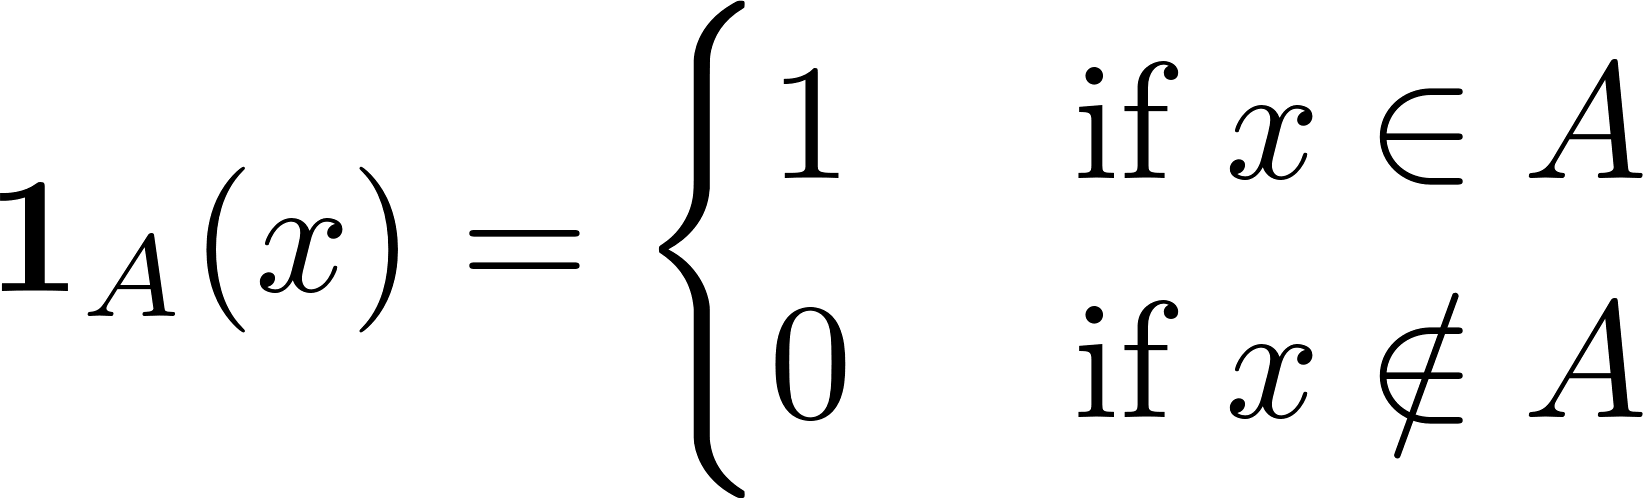 𝟏_A(x) = { 1 if x ∈ A
0 if x ∉ A